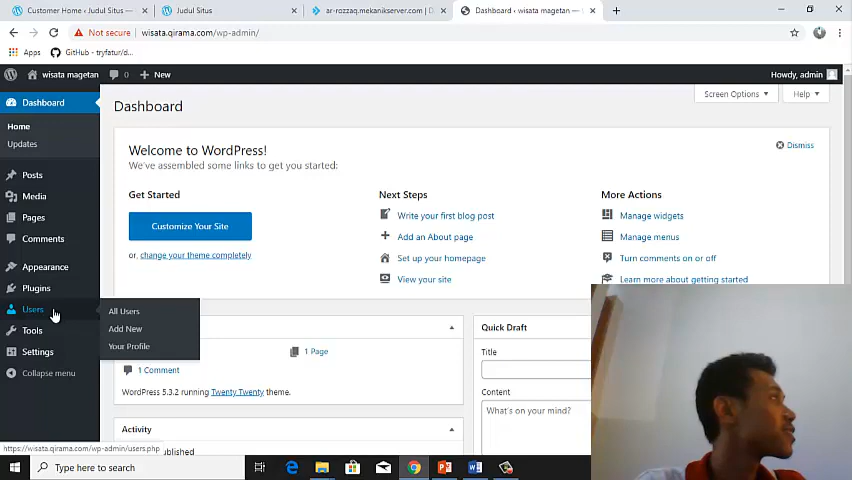 Customer Home ‹ Judul Situs —
Judul Situs
ar-rozzaq.mekanikserver.com | D
Dashboard ‹ wisata magetan —
Not secure | wisata.qirama.com/wp-admin/
Apps
GitHub - tryfatur/d...
wisata magetan
0
New
Howdy, admin
Dashboard
Home
Updates
Posts
Media
Pages
Comments
Appearance
Plugins
Users
Tools
Settings
Collapse menu
All Users
Add New
Your Profile
Screen Options
Help
Dashboard
Welcome to WordPress!
We've assembled some links to get you started:
Dismiss
Get Started
Customize Your Site
or, change your theme completely
Next Steps
Write your first blog post
Add an About page
Set up your homepage
View your site
More Actions
Manage widgets
Manage menus
Turn comments on or off
Learn more about getting started
1 Page
1 Comment
WordPress 5.3.2 running Twenty Twenty theme.
Activity
Quick Draft
Title
Content
What's on your mind?
https://wisata.qirama.com/wp-admin/users.php
Type here to search